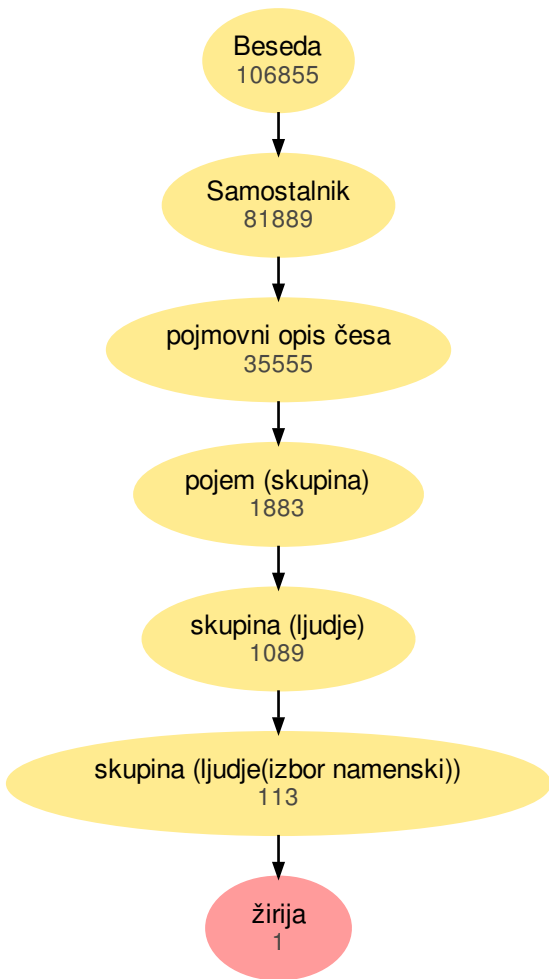 Beseda
106855
Samostalnik
81889
pojmovni opis česa
35555
pojem (skupina)
1883
skupina (ljudje)
1089
skupina (ljudje(izbor namenski))
113
žirija
1